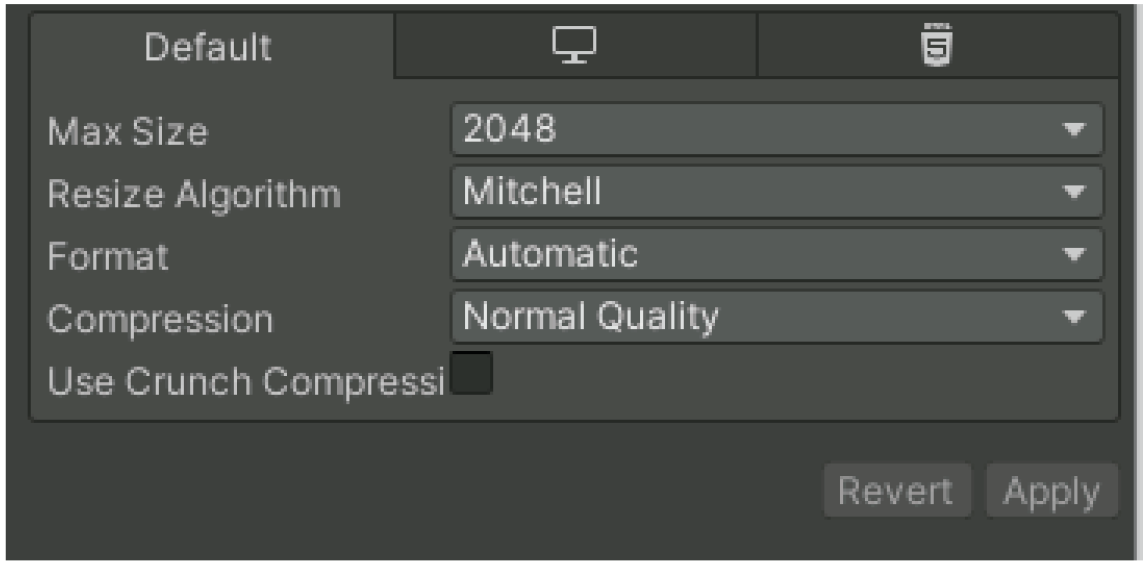 Default
Max Size 2048
Resize Algorithm Mitchell
Format Automatic
Compression Normal Quality
Use Crunch Compressi
Revert Apply